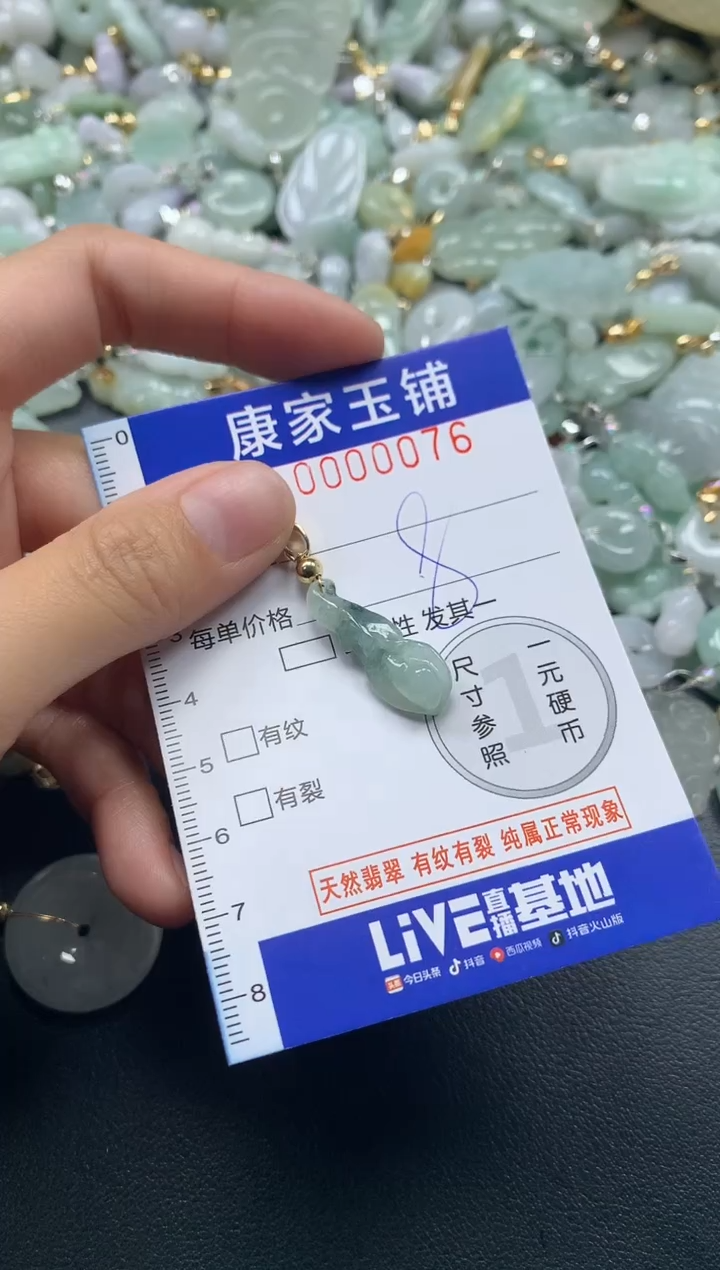 康家玉铺
0000076
8
每单价格
性 发其一
有纹
有裂
一元硬币
尺寸参照
1
天然翡翠 有纹有裂 纯属正常现象
LiVE直播基地
头条 今日头条 抖音 西瓜视频 抖音火山版
0
3
4
5
6
7
8